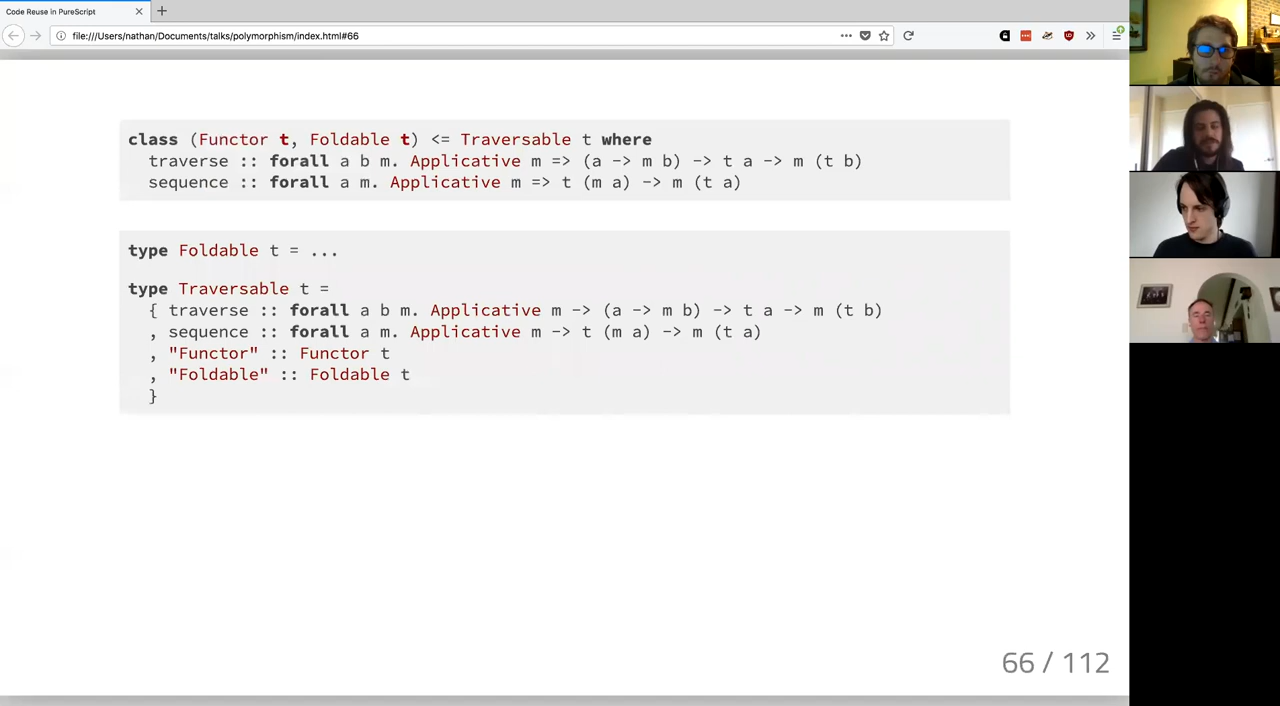 Code Reuse in PureScript
file:///Users/nathan/Documents/talks/polymorphism/index.html#66
class (Functor t, Foldable t) <= Traversable t where
  traverse :: forall a b m. Applicative m => (a -> m b) -> t a -> m (t b)
  sequence :: forall a m. Applicative m => t (m a) -> m (t a)
type Foldable t = ...
type Traversable t =
  { traverse :: forall a b m. Applicative m -> (a -> m b) -> t a -> m (t b)
  , sequence :: forall a m. Applicative m -> t (m a) -> m (t a)
  , "Functor" :: Functor t
  , "Foldable" :: Foldable t
  }
66 / 112